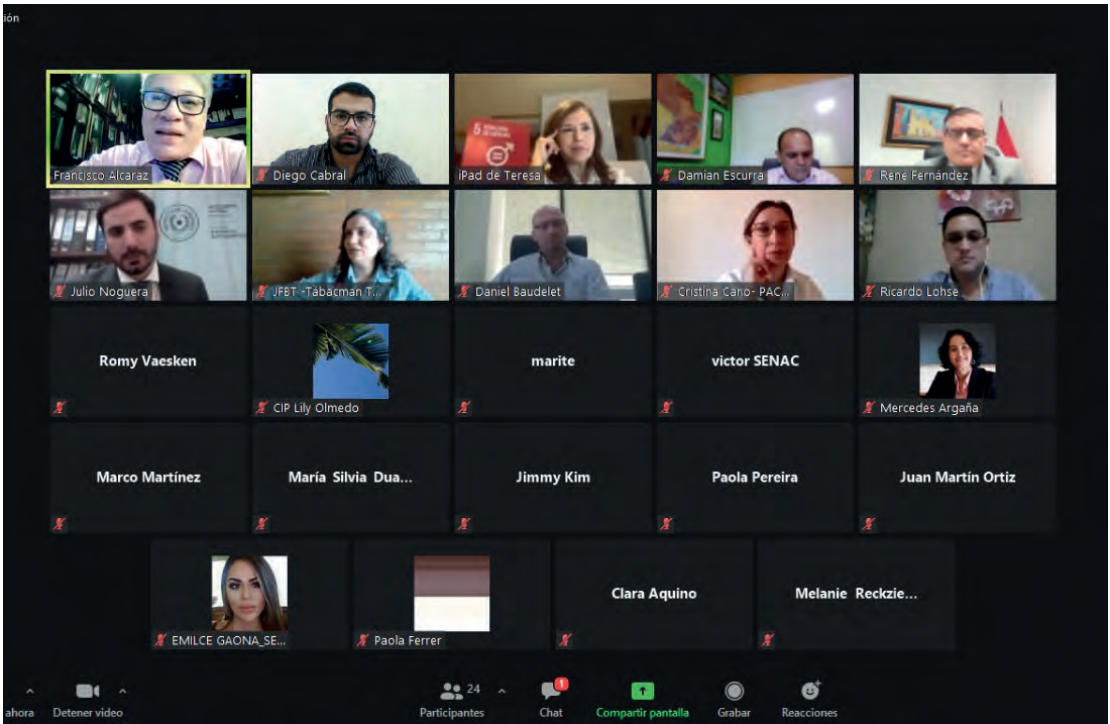 ión
Francisco Alcaraz
Diego Cabral
iPad de Teresa
Damian Escurra
Rene Fernández
5
Julio Noguera
JFBT -Tabacman T...
Daniel Baudelet
Cristina Cano- PAC...
Ricardo Lohse
Romy Vaesken
CIP Lily Olmedo
marite
victor SENAC
Mercedes Argaña
Marco Martínez
María Silvia Dua...
Jimmy Kim
Paola Pereira
Juan Martín Ortiz
EMILCE GAONA_SE...
Paola Ferrer
Clara Aquino
Melanie Reckzie...
ahora
Detener video
24
Participantes
1
Chat
Compartir pantalla
Grabar
Reacciones